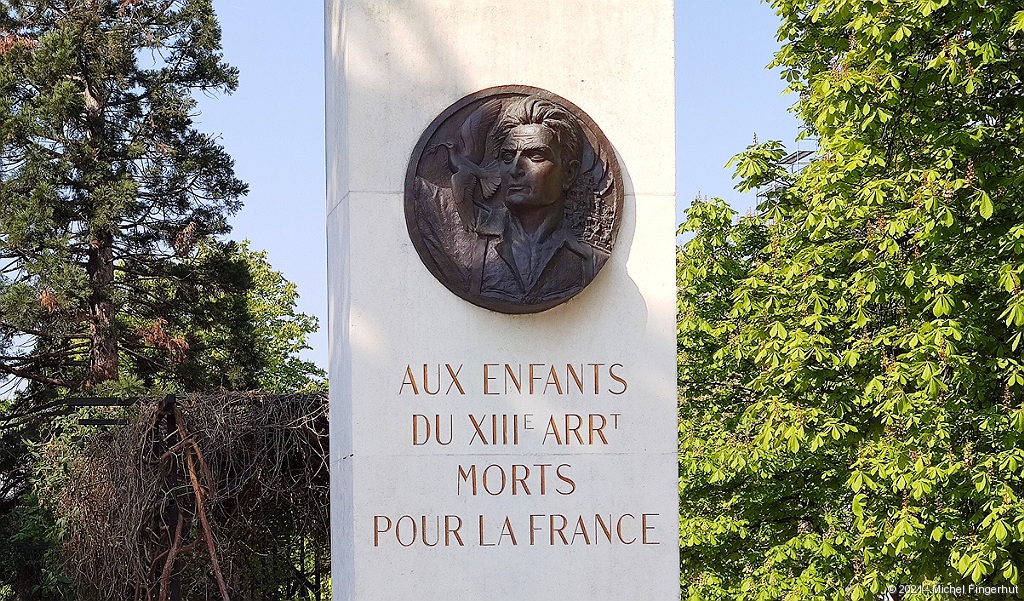 AUX ENFANTS
DU XIIIᴱ ARRᵀ
MORTS
POUR LA FRANCE
© 2021 - Michel Fingerhut